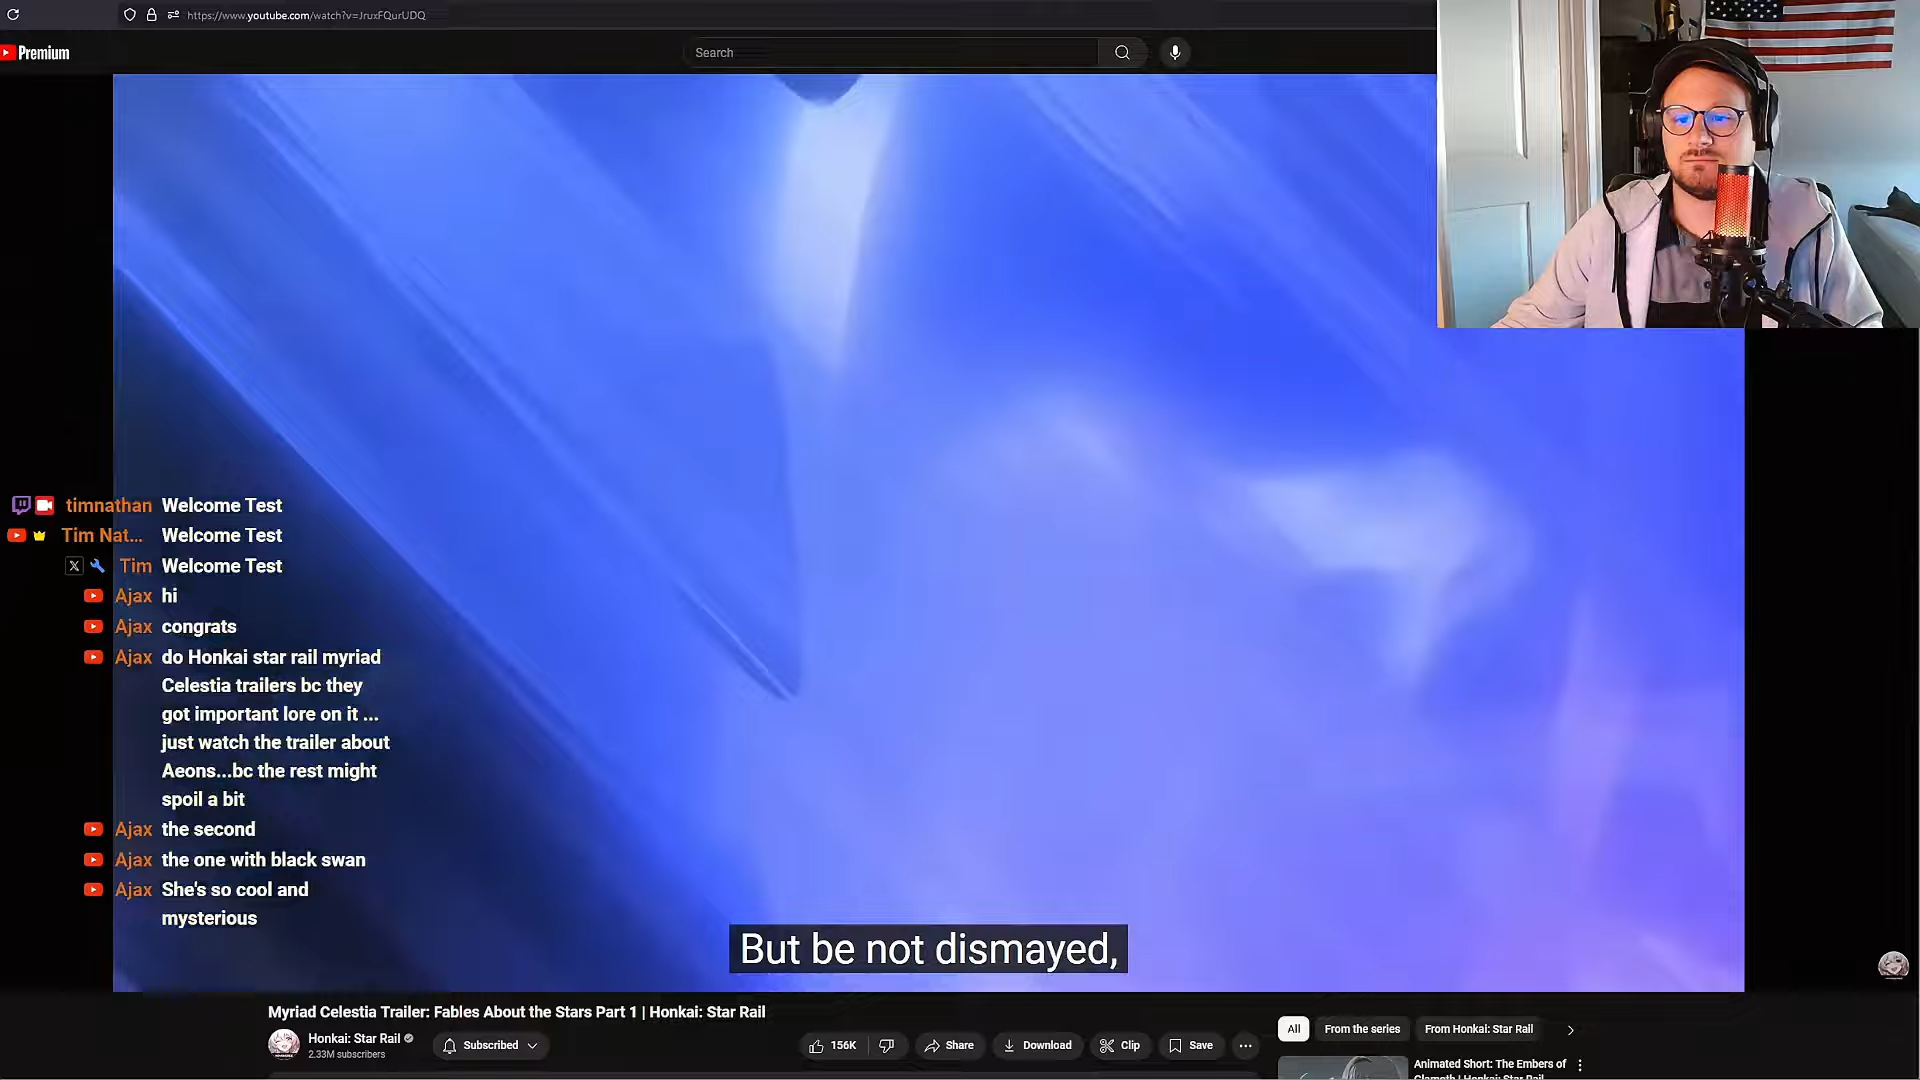 https://www.youtube.com/watch?v=JruxFQurUDQ
Premium
Search
timnathan Welcome Test
Tim Nat... Welcome Test
Tim Welcome Test
Ajax hi
Ajax congrats
Ajax do Honkai star rail myriad
Celestia trailers bc they
got important lore on it ...
just watch the trailer about
Aeons...bc the rest might
spoil a bit
Ajax the second
Ajax the one with black swan
Ajax She's so cool and
mysterious
But be not dismayed,
Myriad Celestia Trailer: Fables About the Stars Part 1 | Honkai: Star Rail
Honkai: Star Rail
2.33M subscribers
Subscribed
156K
Share
Download
Clip
Save
All
From the series
From Honkai: Star Rail
Animated Short: The Embers of
Glamoth | Honkai: Star Rail